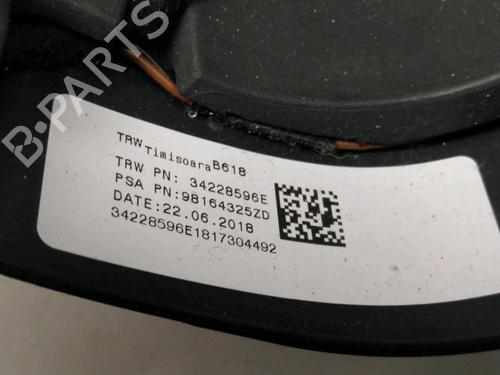 B-PARTS
TRW Timisoara B618
TRW PN: 34228596E
PSA PN:98164325ZD
DATE:22.06.2018
34228596E1817304492